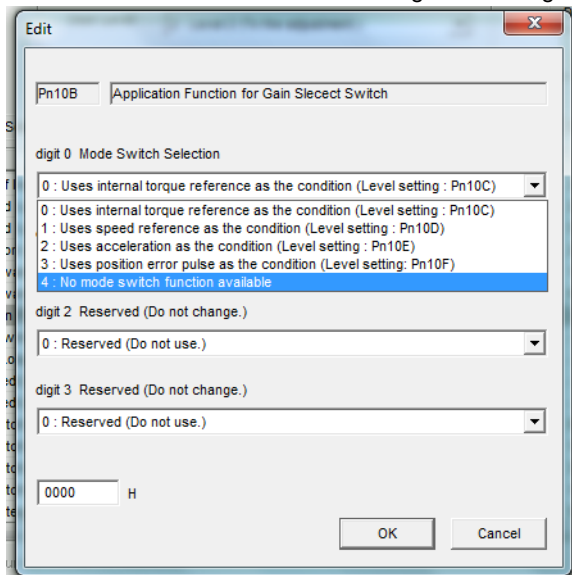 Edit
Pn10B Application Function for Gain Slecect Switch
digit 0 Mode Switch Selection
0 : Uses internal torque reference as the condition (Level setting : Pn10C)
0 : Uses internal torque reference as the condition (Level setting : Pn10C)
1 : Uses speed reference as the condition (Level setting : Pn10D)
2 : Uses acceleration as the condition (Level setting : Pn10E)
3 : Uses position error pulse as the condition (Level setting: Pn10F)
4 : No mode switch function available
digit 2 Reserved (Do not change.)
0 : Reserved (Do not use.)
digit 3 Reserved (Do not change.)
0 : Reserved (Do not use.)
0000 H
OK Cancel